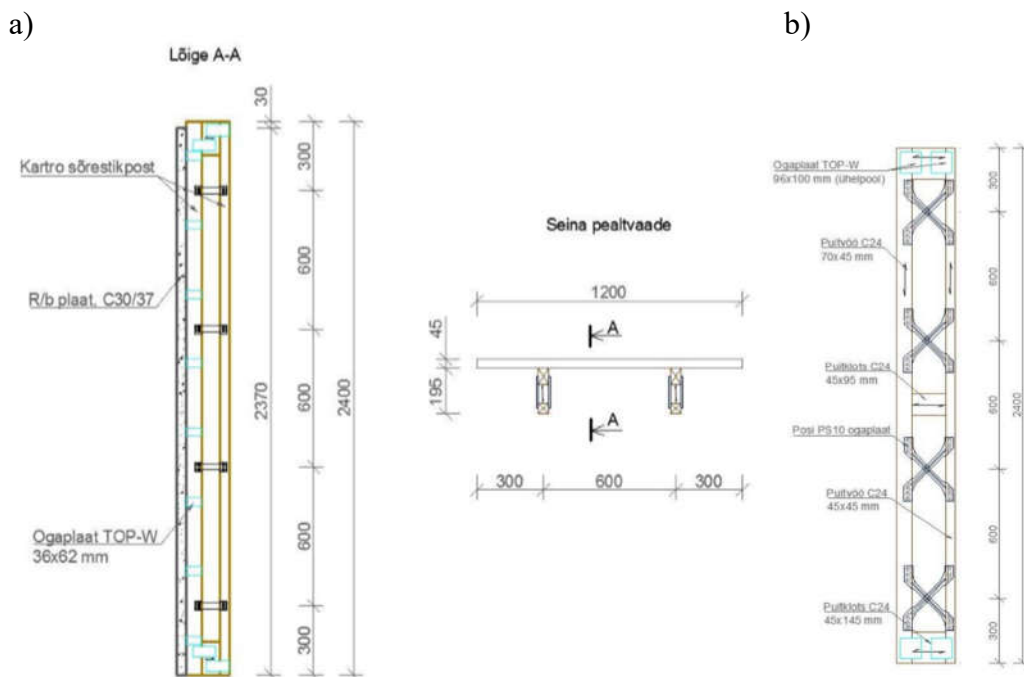 a)
Lõige A-A
30
Kartro sõrestikpost
300
600
R/b plaat. C30/37
600
2370
2400
600
Ogaplaat TOP-W
36x62 mm
600
300
Seina pealtvaade
1200
45
A
195
A
300
600
300
b)
Ogaplaat TOP-W
96x100 mm (ühelpool)
300
Puitvöö C24
70x45 mm
600
Puitklots C24
45x95 mm
600
2400
Posi PS10 ogaplaat
Puitvöö C24
45x45 mm
600
Puitklots C24
45x145 mm
300